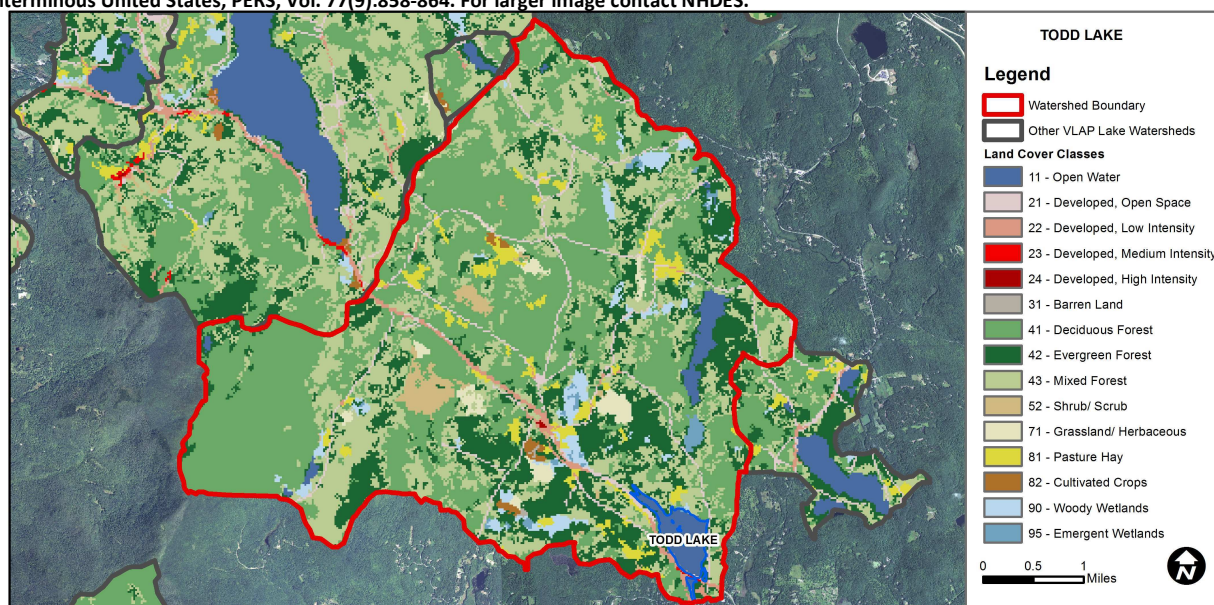 nterminous United States, PERS, Vol. 77(9):858-864. For larger image contact NHDES.
TODD LAKE
Legend
Watershed Boundary
Other VLAP Lake Watersheds
Land Cover Classes
11 - Open Water
21 - Developed, Open Space
22 - Developed, Low Intensity
23 - Developed, Medium Intensity
24 - Developed, High Intensity
31 - Barren Land
41 - Deciduous Forest
42 - Evergreen Forest
43 - Mixed Forest
52 - Shrub/ Scrub
71 - Grassland/ Herbaceous
81 - Pasture Hay
82 - Cultivated Crops
90 - Woody Wetlands
95 - Emergent Wetlands
0 0.5 1
Miles
N
TODD LAKE